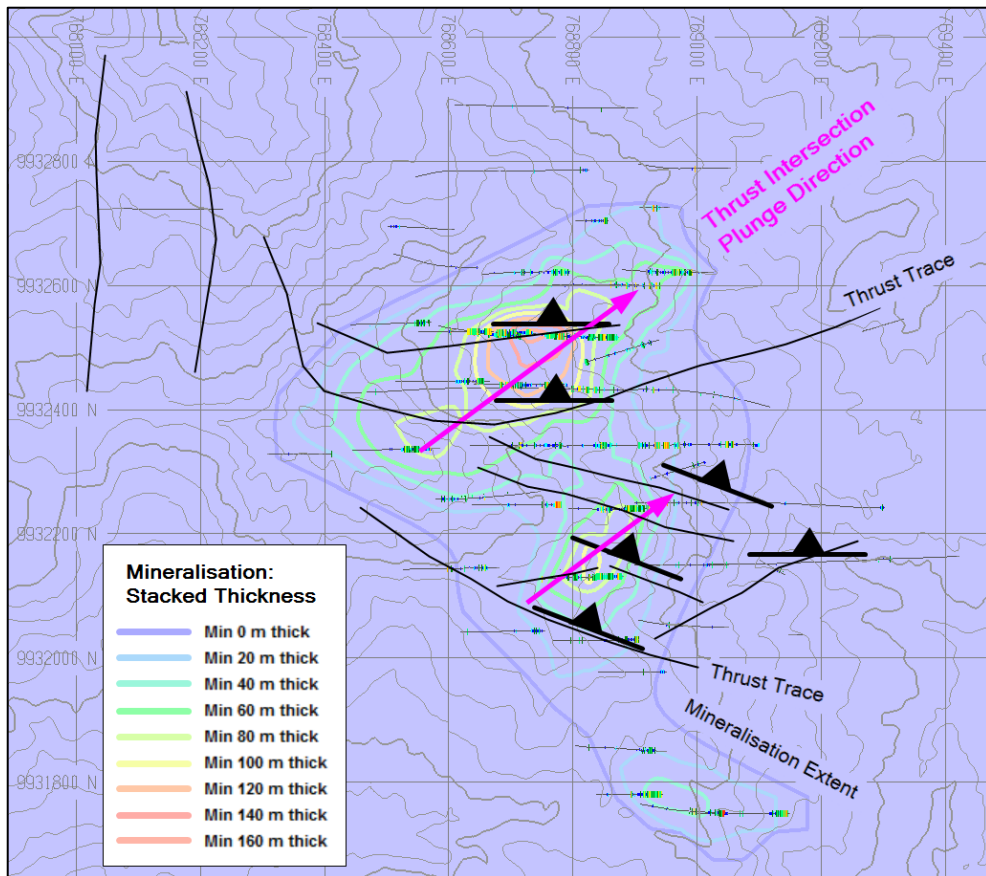 768000 E
768200 E
768400 E
768600 E
768800 E
769000 E
769200 E
769400 E
9932800 N
9932600 N
9932400 N
9932200 N
9932000 N
9931800 N
Thrust Intersection
Plunge Direction
Thrust Trace
Thrust Trace
Mineralisation Extent
Mineralisation:
Stacked Thickness
Min 0 m thick
Min 20 m thick
Min 40 m thick
Min 60 m thick
Min 80 m thick
Min 100 m thick
Min 120 m thick
Min 140 m thick
Min 160 m thick